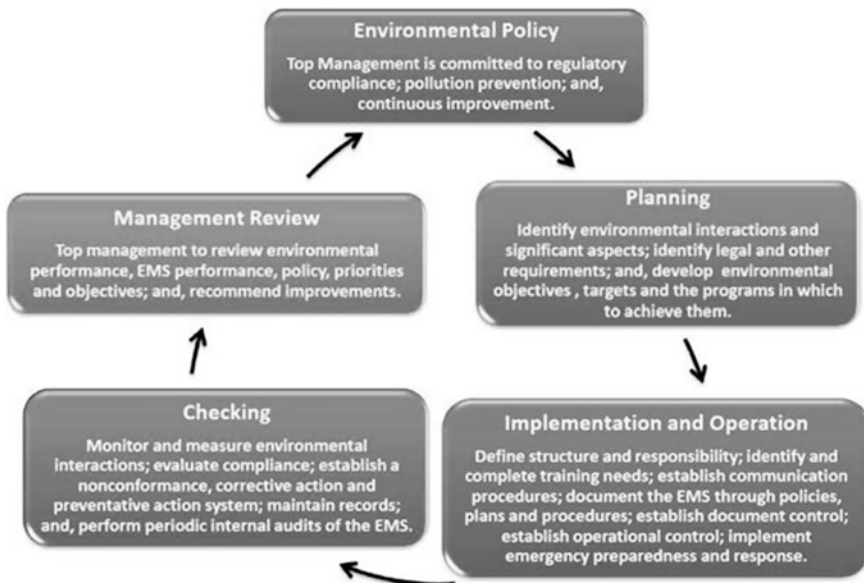 Environmental Policy
Top Management is committed to regulatory
compliance; pollution prevention; and,
continuous improvement.
Planning
Identify environmental interactions and
significant aspects; identify legal and other
requirements; and, develop environmental
objectives , targets and the programs in which
to achieve them.
Implementation and Operation
Define structure and responsibility; identify and
complete training needs; establish communication
procedures; document the EMS through policies,
plans and procedures; establish document control;
establish operational control; implement
emergency preparedness and response.
Checking
Monitor and measure environmental
interactions; evaluate compliance; establish a
nonconformance, corrective action and
preventative action system; maintain records;
and, perform periodic internal audits of the EMS.
Management Review
Top management to review environmental
performance, EMS performance, policy, priorities
and objectives; and, recommend improvements.